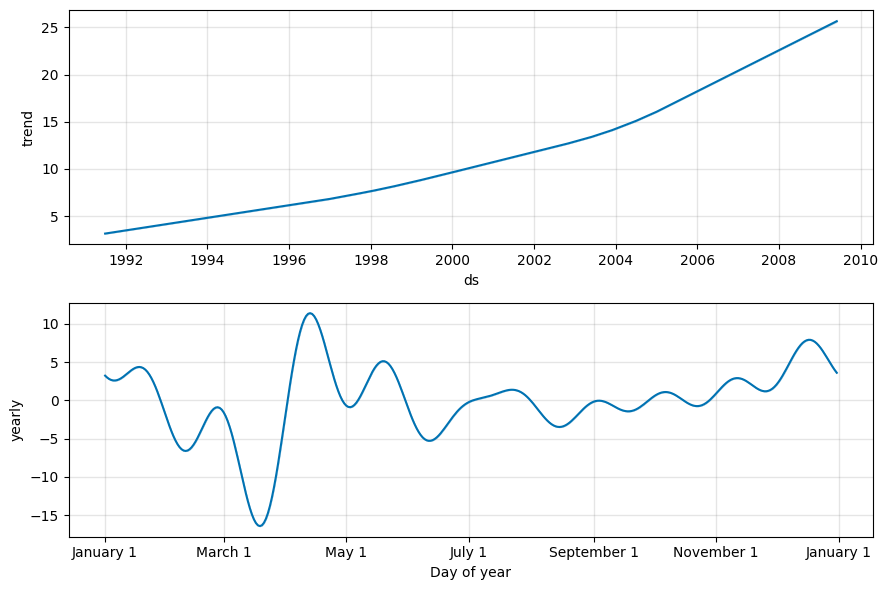 25
20
15
10
5
trend
1992 1994 1996 1998 2000 2002 2004 2006 2008 2010
ds
10
5
0
−5
−10
−15
yearly
January 1 March 1 May 1 July 1 September 1 November 1 January 1
Day of year